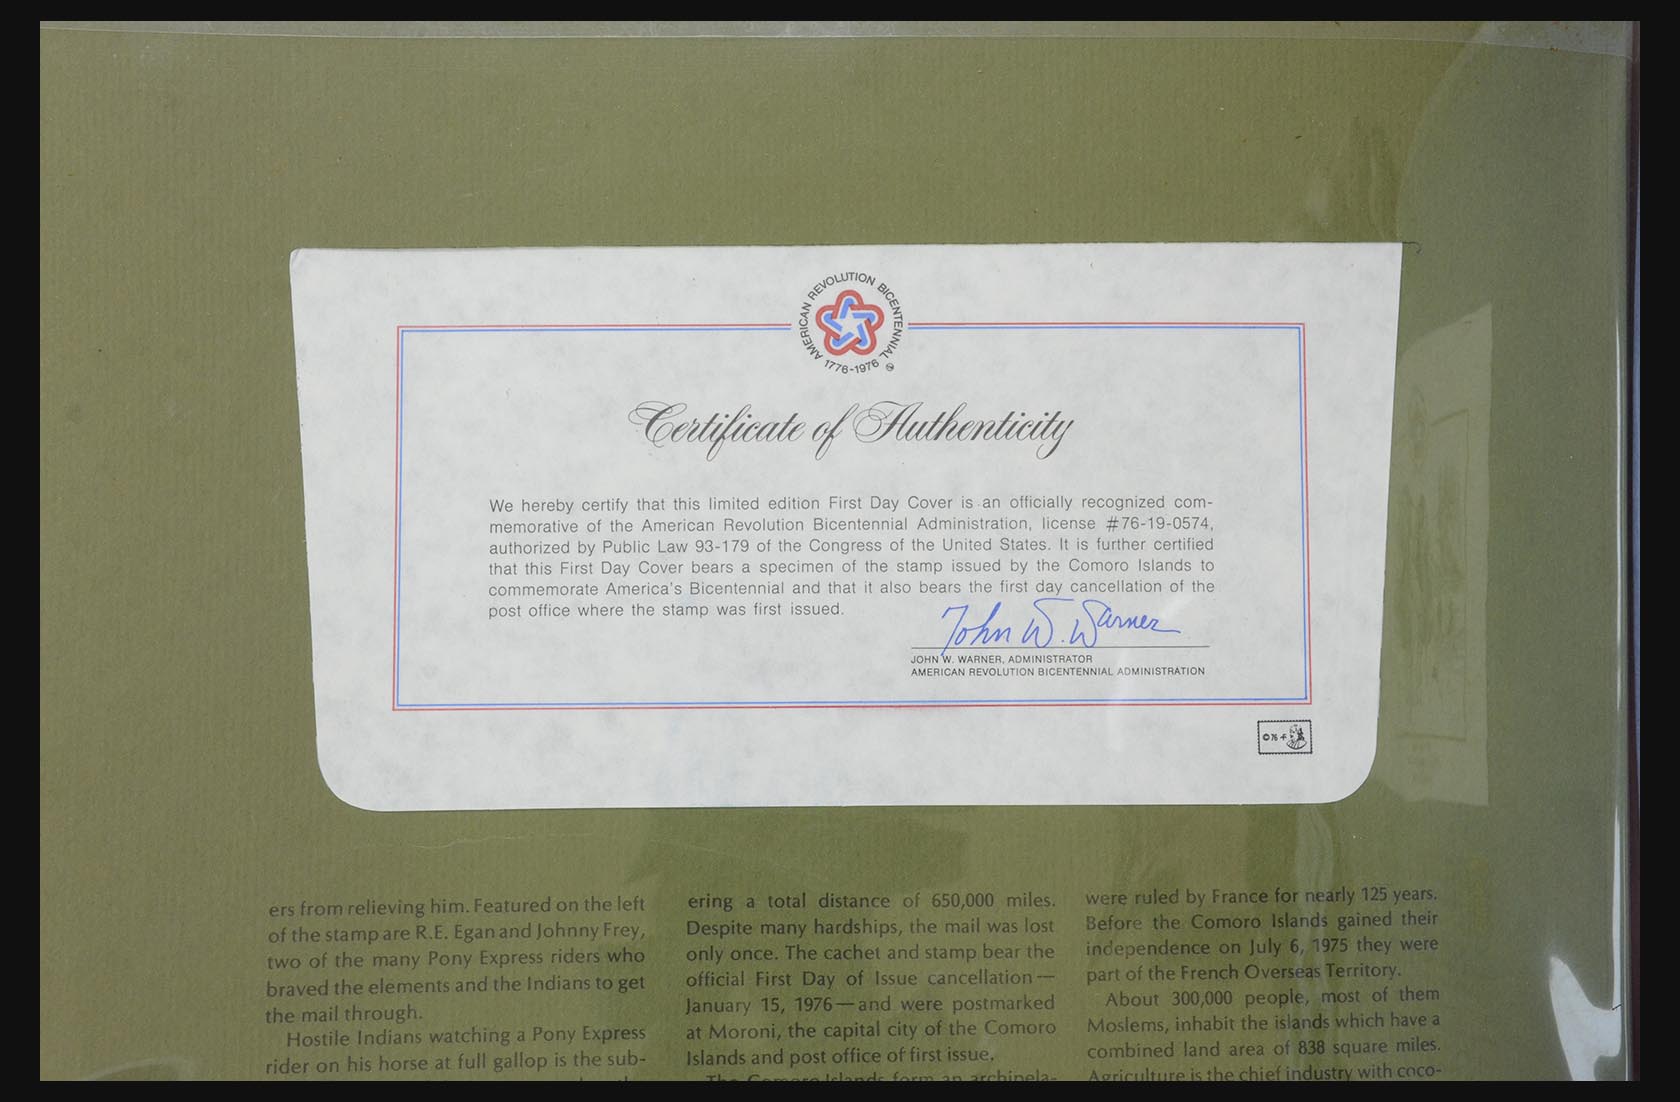 AMERICAN REVOLUTION BICENTENNIAL
1776-1976
Certificate of Authenticity
We hereby certify that this limited edition First Day Cover is an officially recognized com-
memorative of the American Revolution Bicentennial Administration, license #76-19-0574,
authorized by Public Law 93-179 of the Congress of the United States. It is further certified
that this First Day Cover bears a specimen of the stamp issued by the Comoro Islands to
commemorate America's Bicentennial and that it also bears the first day cancellation of the
post office where the stamp was first issued.
John W. Warner
JOHN W. WARNER, ADMINISTRATOR
AMERICAN REVOLUTION BICENTENNIAL ADMINISTRATION
©76
ers from relieving him. Featured on the left
of the stamp are R.E. Egan and Johnny Frey,
two of the many Pony Express riders who
braved the elements and the Indians to get
the mail through.
Hostile Indians watching a Pony Express
rider on his horse at full gallop is the sub-
ering a total distance of 650,000 miles.
Despite many hardships, the mail was lost
only once. The cachet and stamp bear the
official First Day of Issue cancellation—
January 15, 1976—and were postmarked
at Moroni, the capital city of the Comoro
Islands and post office of first issue.
The Comoro Islands form an archipela-
were ruled by France for nearly 125 years.
Before the Comoro Islands gained their
independence on July 6, 1975 they were
part of the French Overseas Territory.
About 300,000 people, most of them
Moslems, inhabit the islands which have a
combined land area of 838 square miles.
Agriculture is the chief industry with coco-